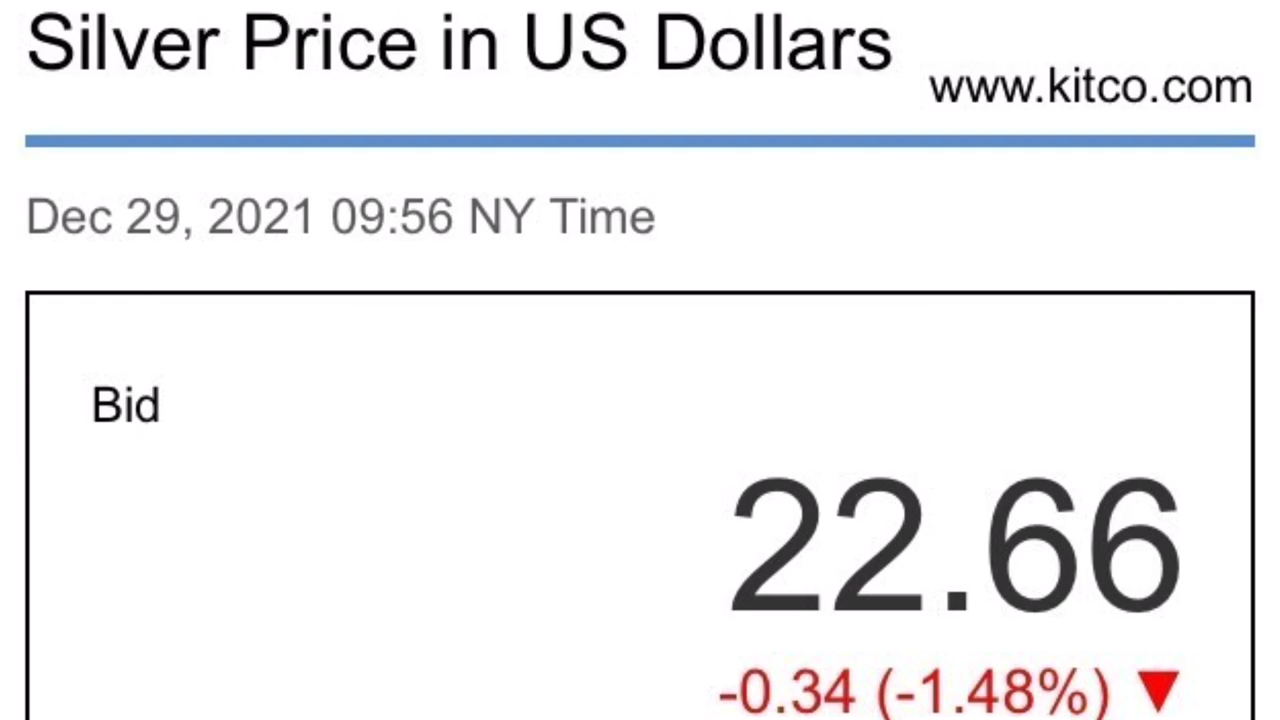 Silver Price in US Dollars
www.kitco.com
Dec 29, 2021 09:56 NY Time
Bid
22.66
-0.34 (-1.48%) ▼